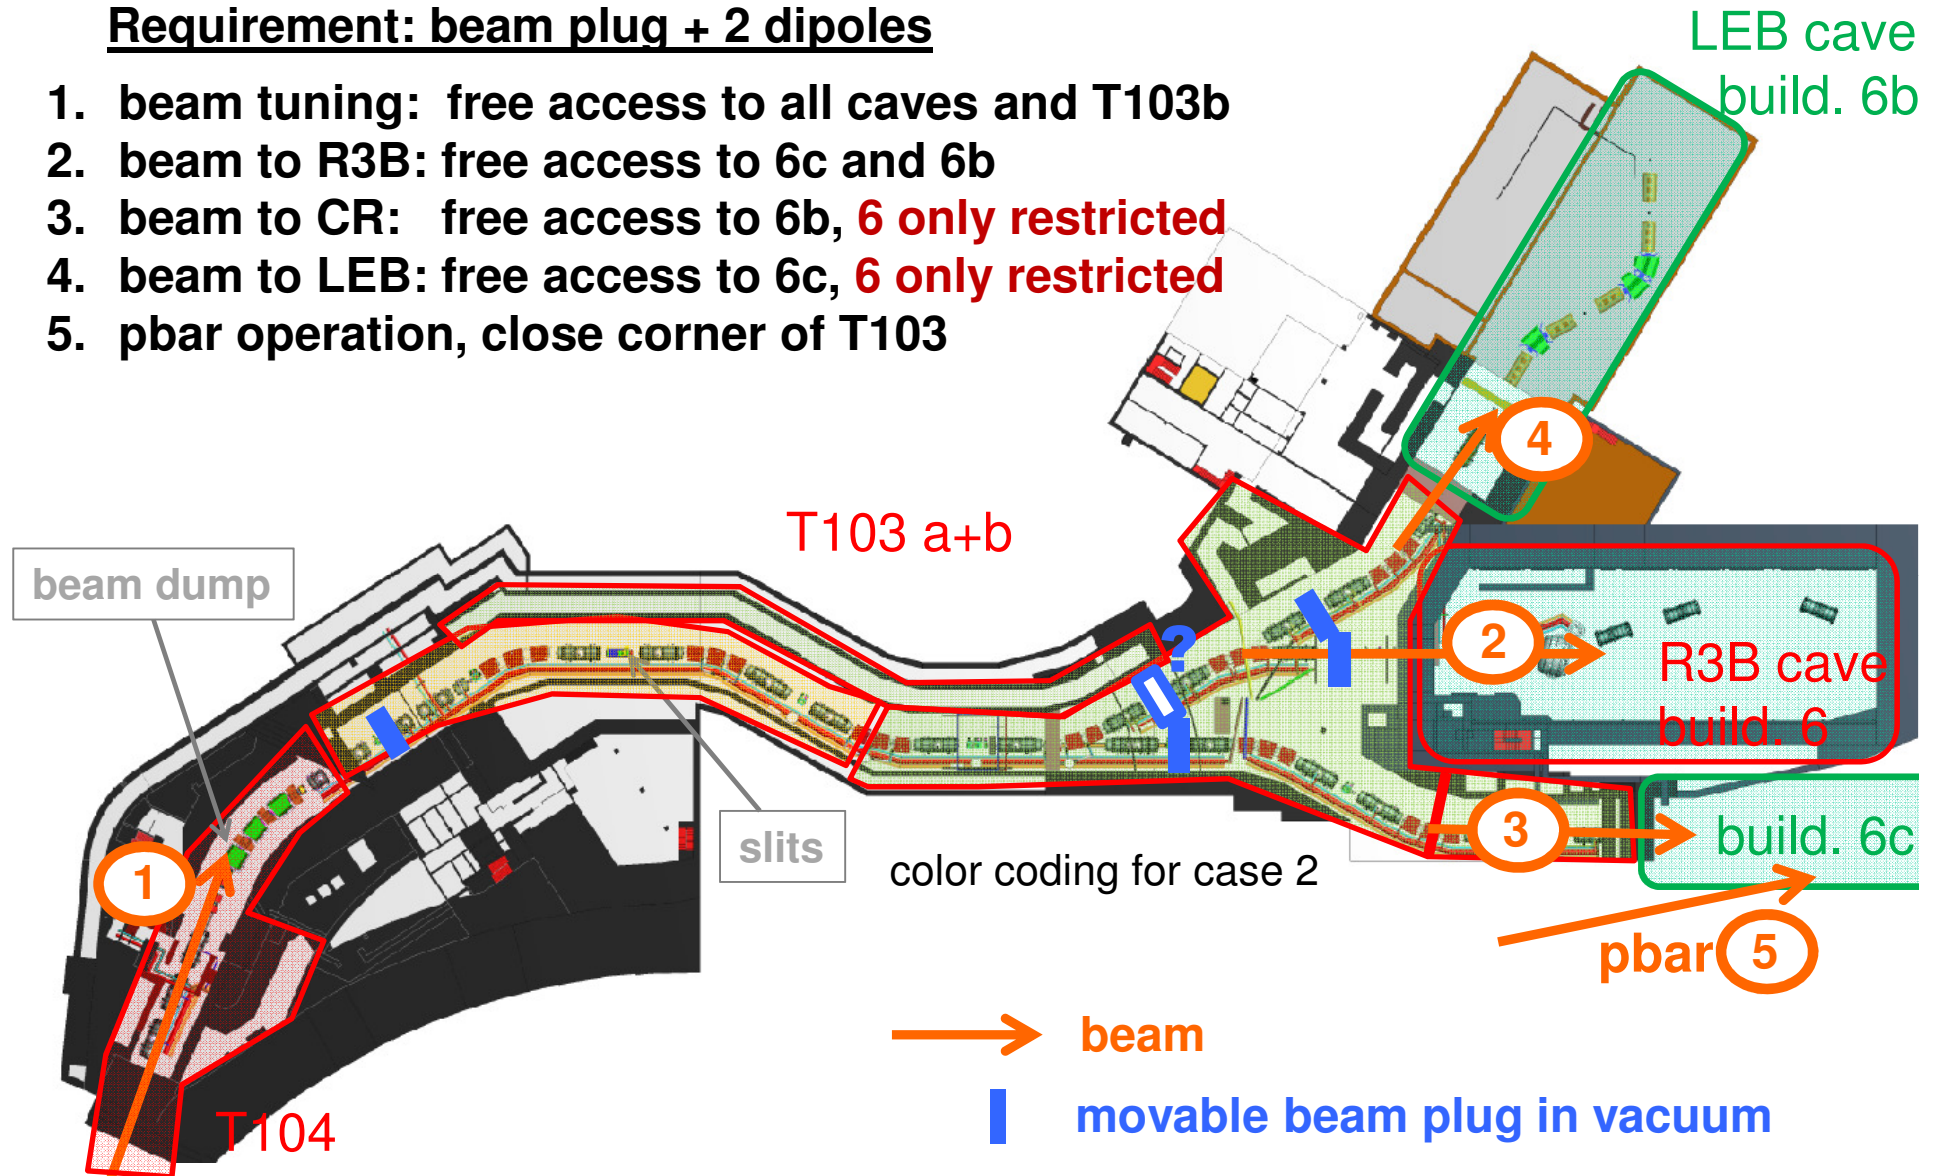 Requirement: beam plug + 2 dipoles
1. beam tuning: free access to all caves and T103b
2. beam to R3B: free access to 6c and 6b
3. beam to CR: free access to 6b, 6 only restricted
4. beam to LEB: free access to 6c, 6 only restricted
5. pbar operation, close corner of T103
LEB cave
build. 6b
4
T103 a+b
beam dump
?
2
R3B cave
build. 6
3
build. 6c
slits
color coding for case 2
1
pbar 5
beam
movable beam plug in vacuum
T104